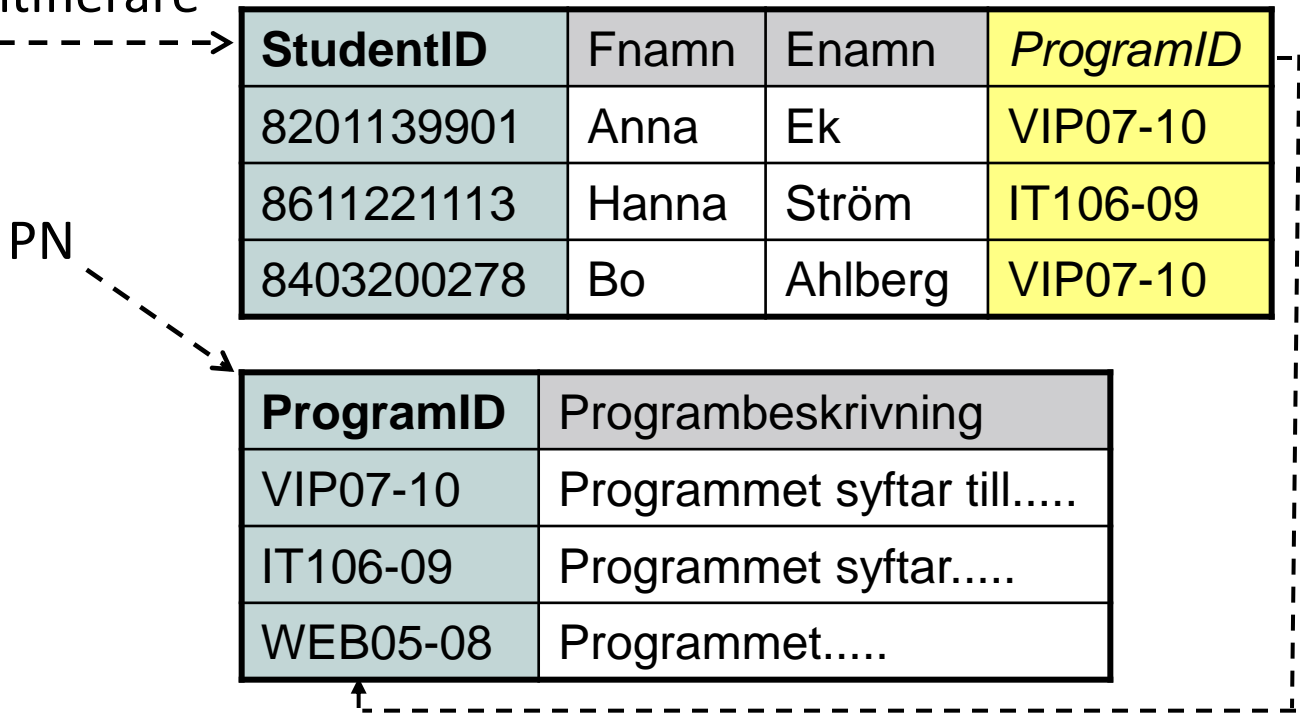 StudentID Fnamn Enamn ProgramID
8201139901 Anna Ek VIP07-10
8611221113 Hanna Ström IT106-09
PN
8403200278 Bo Ahlberg VIP07-10
ProgramID Programbeskrivning
VIP07-10 Programmet syftar till.....
IT106-09 Programmet syftar.....
WEB05-08 Programmet.....